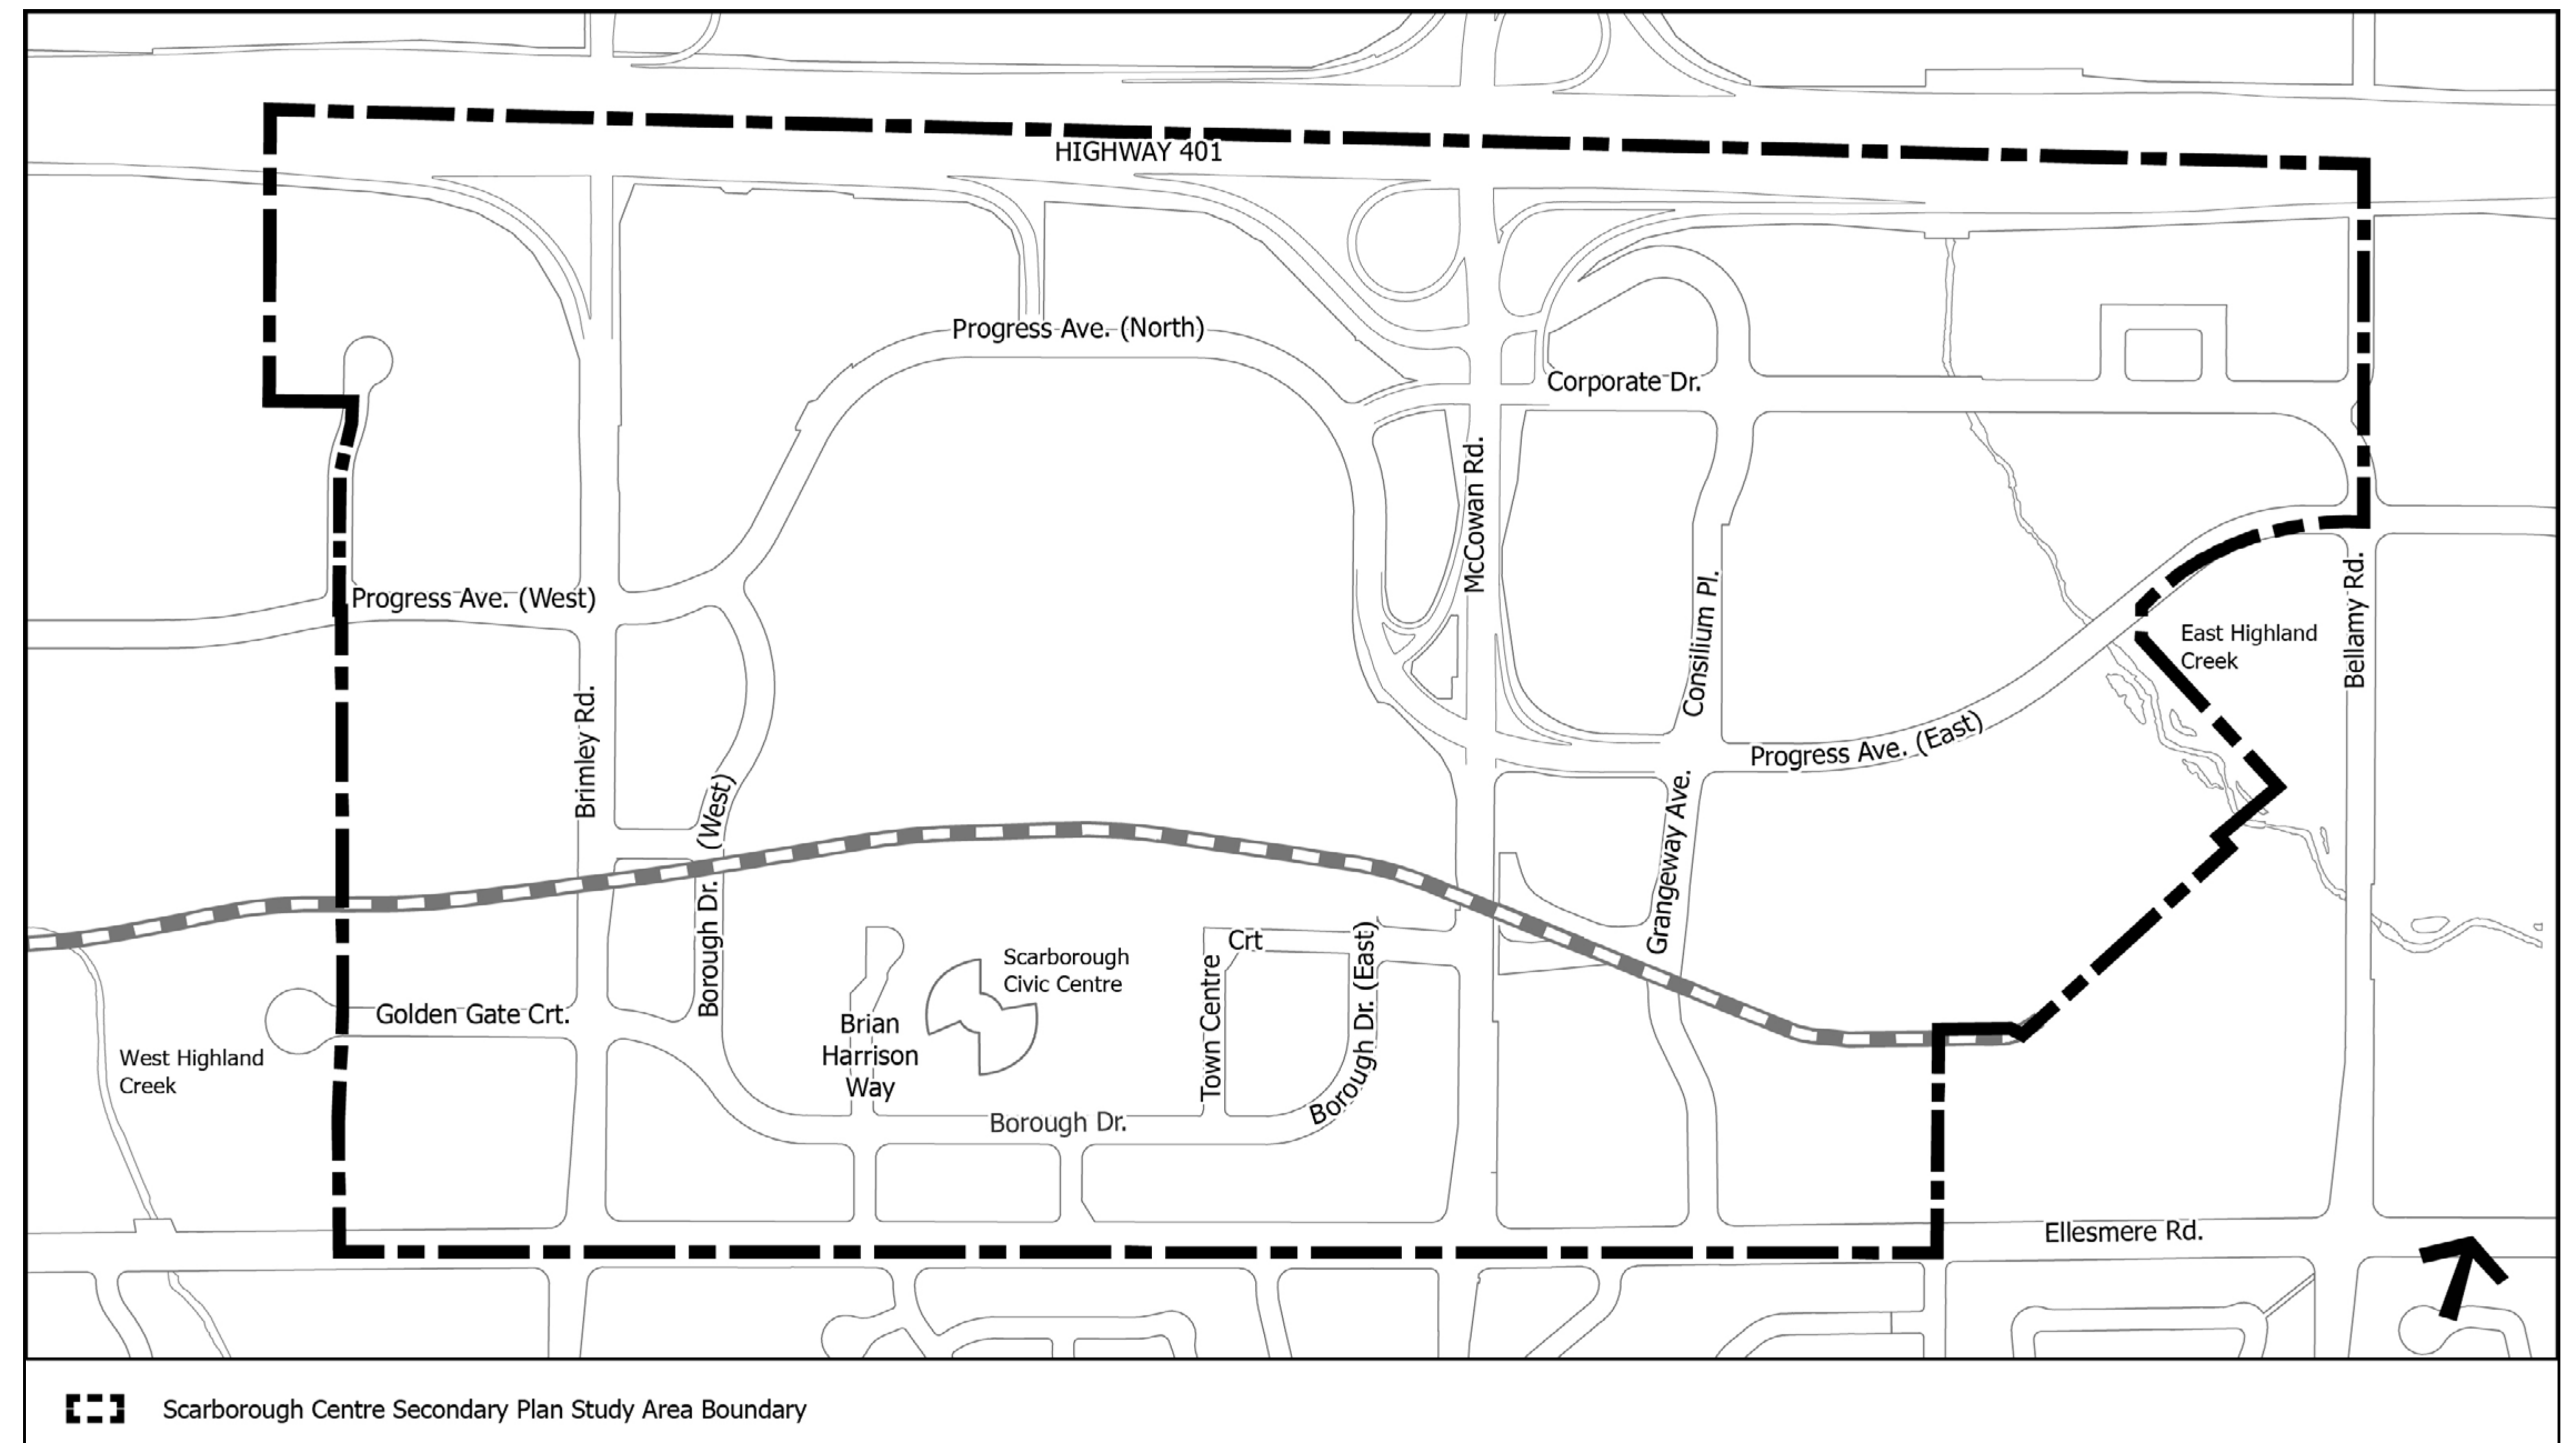 HIGHWAY 401
Progress Ave. (North)
Corporate Dr.
McCowan Rd.
Progress Ave. (West)
Consilium Pl.
East Highland
Creek
Bellamy Rd.
Brimley Rd.
Progress Ave. (East)
Borough Dr. (West)
Grangeway Ave.
Scarborough
Civic Centre
Town Centre
Crt
Borough Dr. (East)
Golden Gate Crt.
Brian
Harrison
Way
West Highland
Creek
Borough Dr.
Ellesmere Rd.
Scarborough Centre Secondary Plan Study Area Boundary